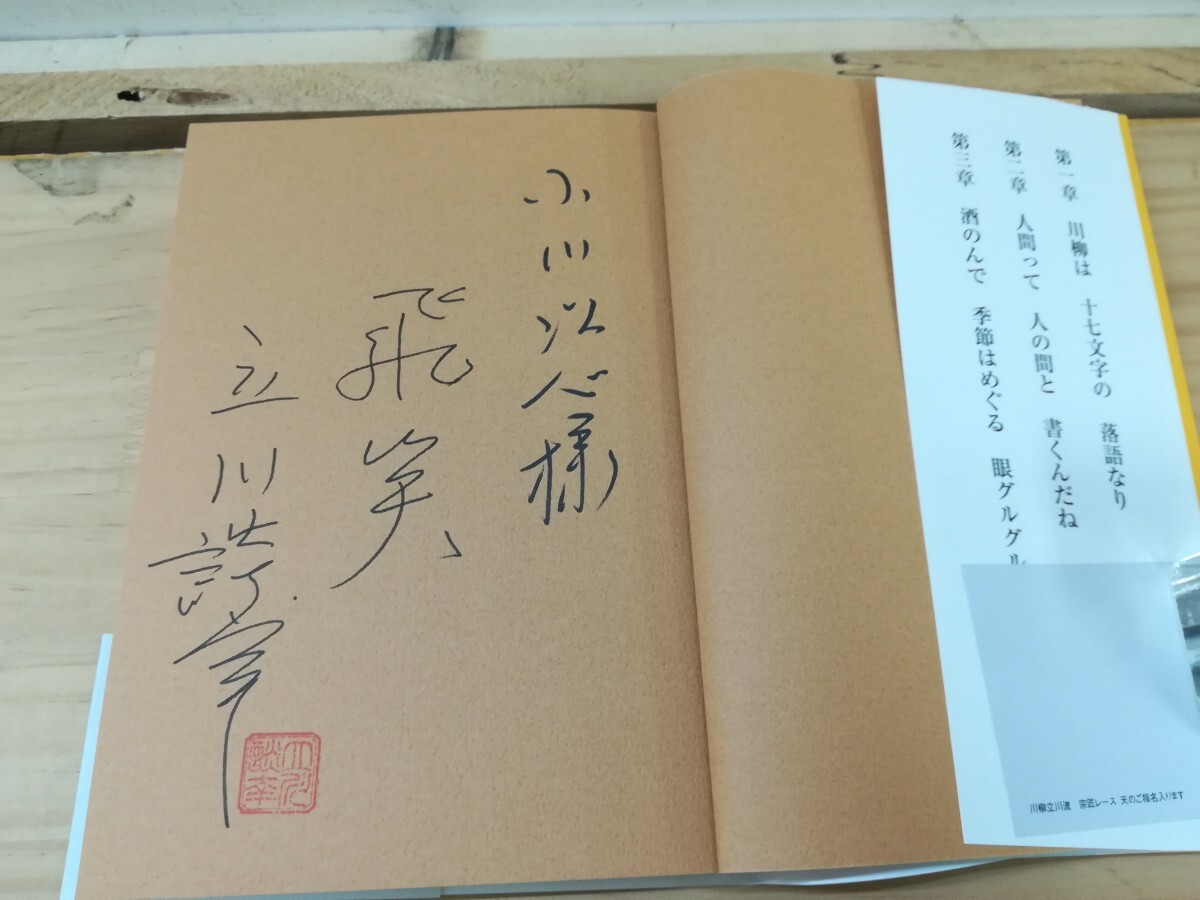 第一章 川柳は 十七文字の 落語なり
第二章 人間って 人の間と 書くんだね
第三章 酒のんで 季節はめぐる 眼グルグル
川柳立川流 宗匠レース 天のご指名入ります
小川 心様
飛笑
立川談幸
立川談幸